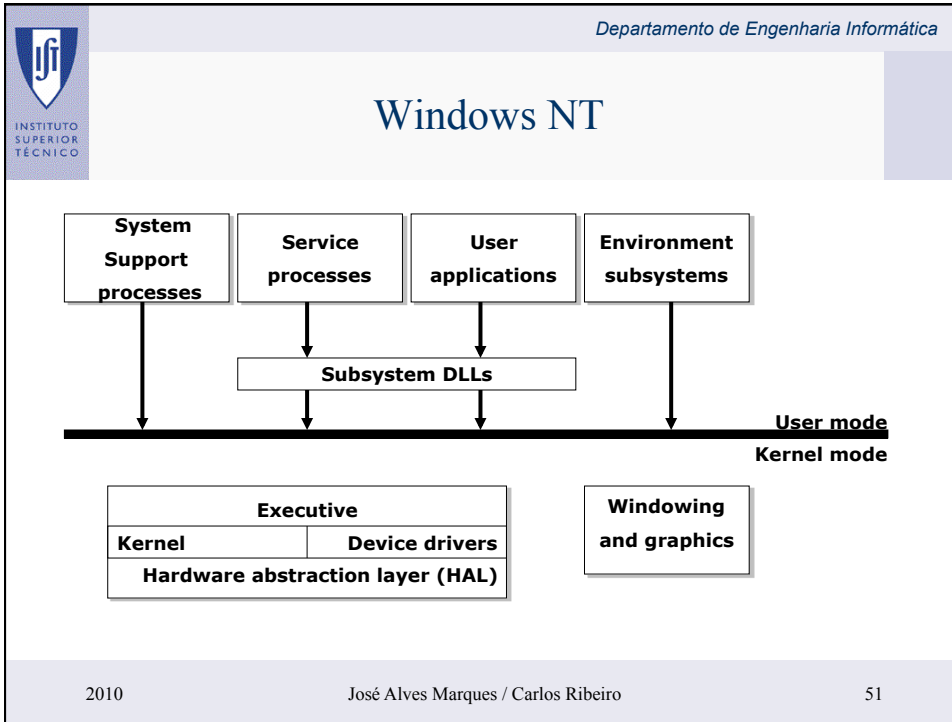 Departamento de Engenharia Informática
IST
INSTITUTO
SUPERIOR
TÉCNICO
Windows NT
System
Support
processes
Service
processes
User
applications
Environment
subsystems
Subsystem DLLs
User mode
Kernel mode
Executive
Kernel
Device drivers
Hardware abstraction layer (HAL)
Windowing
and graphics
2010
José Alves Marques / Carlos Ribeiro
51